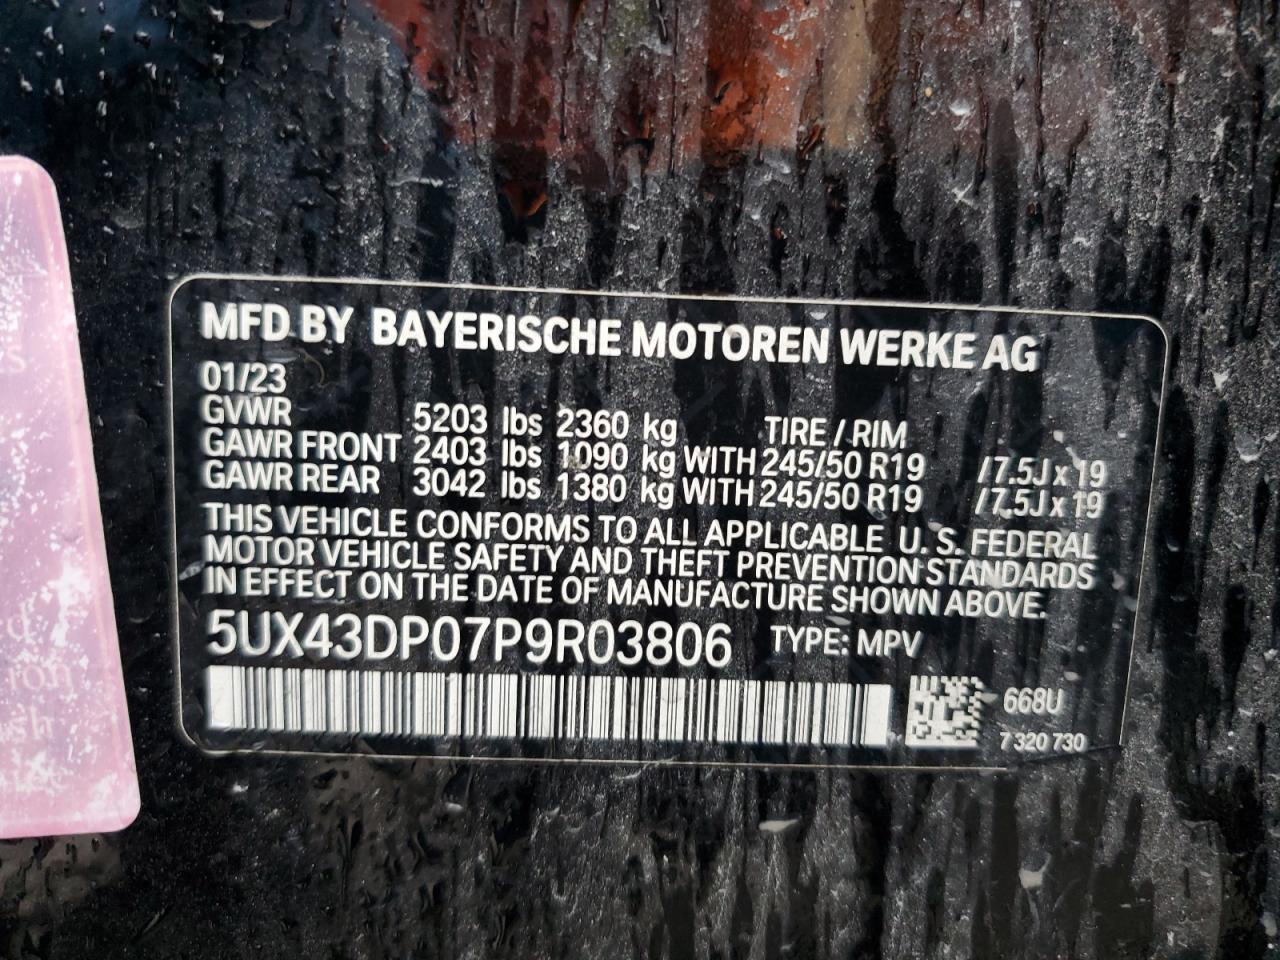 MFD BY BAYERISCHE MOTOREN WERKE AG
01/23
GVWR 5203 lbs 2360 kg TIRE / RIM
GAWR FRONT 2403 lbs 1090 kg WITH 245/50 R19 /7.5J x 19
GAWR REAR 3042 lbs 1380 kg WITH 245/50 R19 /7.5J x 19
THIS VEHICLE CONFORMS TO ALL APPLICABLE U. S. FEDERAL
MOTOR VEHICLE SAFETY AND THEFT PREVENTION STANDARDS
IN EFFECT ON THE DATE OF MANUFACTURE SHOWN ABOVE.
5UX43DP07P9R03806 TYPE: MPV
668U
7 320 730